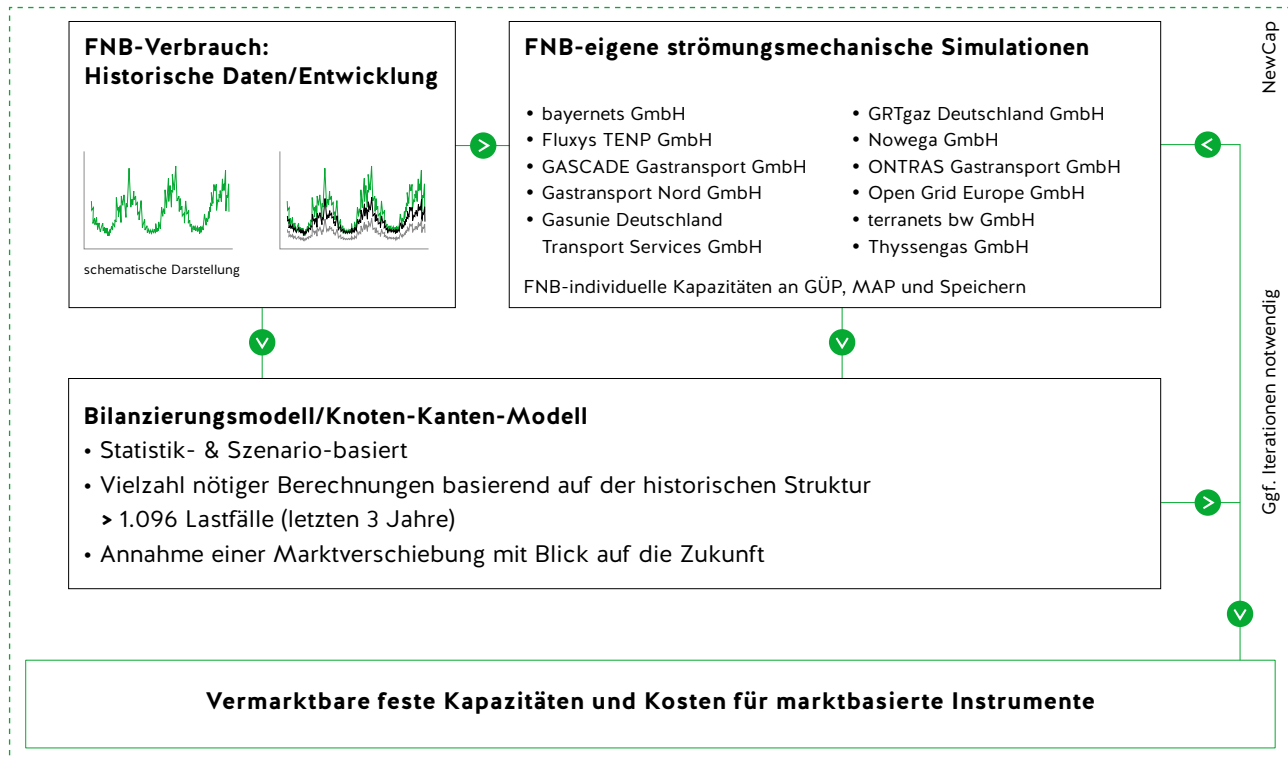 FNB-Verbrauch:
Historische Daten/Entwicklung
schematische Darstellung
FNB-eigene strömungsmechanische Simulationen
• bayernets GmbH
• Fluxys TENP GmbH
• GASCADE Gastransport GmbH
• Gastransport Nord GmbH
• Gasunie Deutschland
Transport Services GmbH
• GRTgaz Deutschland GmbH
• Nowega GmbH
• ONTRAS Gastransport GmbH
• Open Grid Europe GmbH
• terranets bw GmbH
• Thyssengas GmbH
FNB-individuelle Kapazitäten an GÜP, MAP und Speichern
NewCap
Ggf. Iterationen notwendig
Bilanzierungsmodell/Knoten-Kanten-Modell
• Statistik- & Szenario-basiert
• Vielzahl nötiger Berechnungen basierend auf der historischen Struktur
> 1.096 Lastfälle (letzten 3 Jahre)
• Annahme einer Marktverschiebung mit Blick auf die Zukunft
Vermarktbare feste Kapazitäten und Kosten für marktbasierte Instrumente